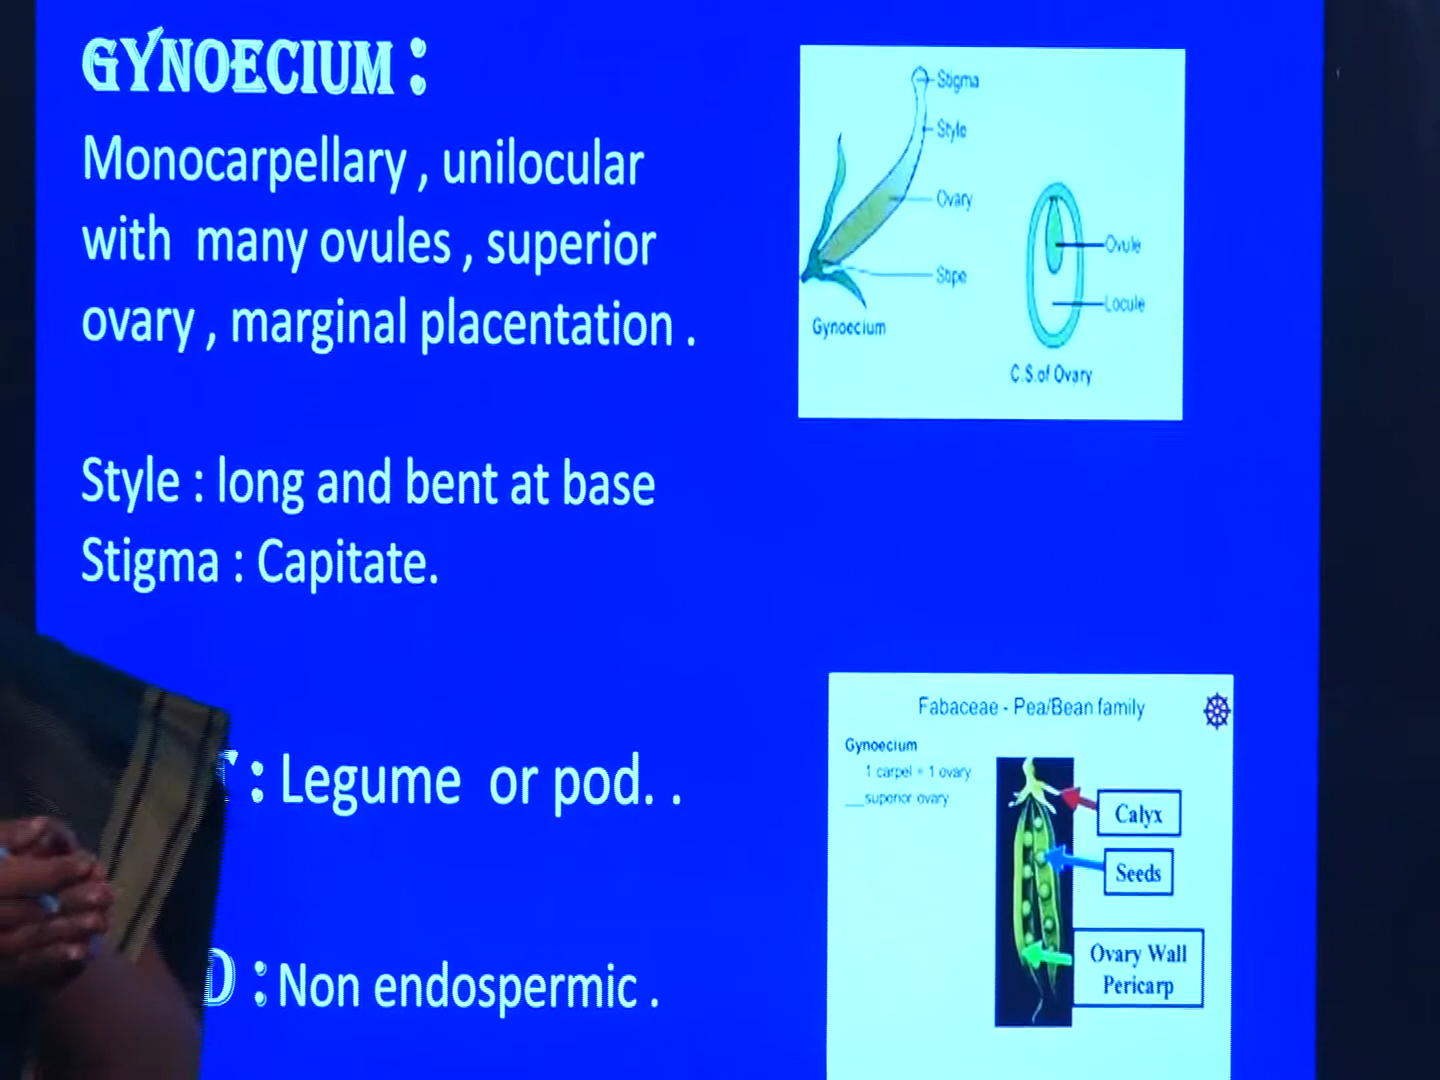 GYNOECIUM :
Monocarpellary , unilocular
with many ovules , superior
ovary , marginal placentation .
Style : long and bent at base
Stigma : Capitate.
: Legume or pod. .
D : Non endospermic .
Stigma
Style
Ovary
Stipe
Gynoecium
Ovule
Locule
C.S.of Ovary
Fabaceae - Pea/Bean family
Gynoecium
1 carpel = 1 ovary
__superior ovary
Calyx
Seeds
Ovary Wall
Pericarp